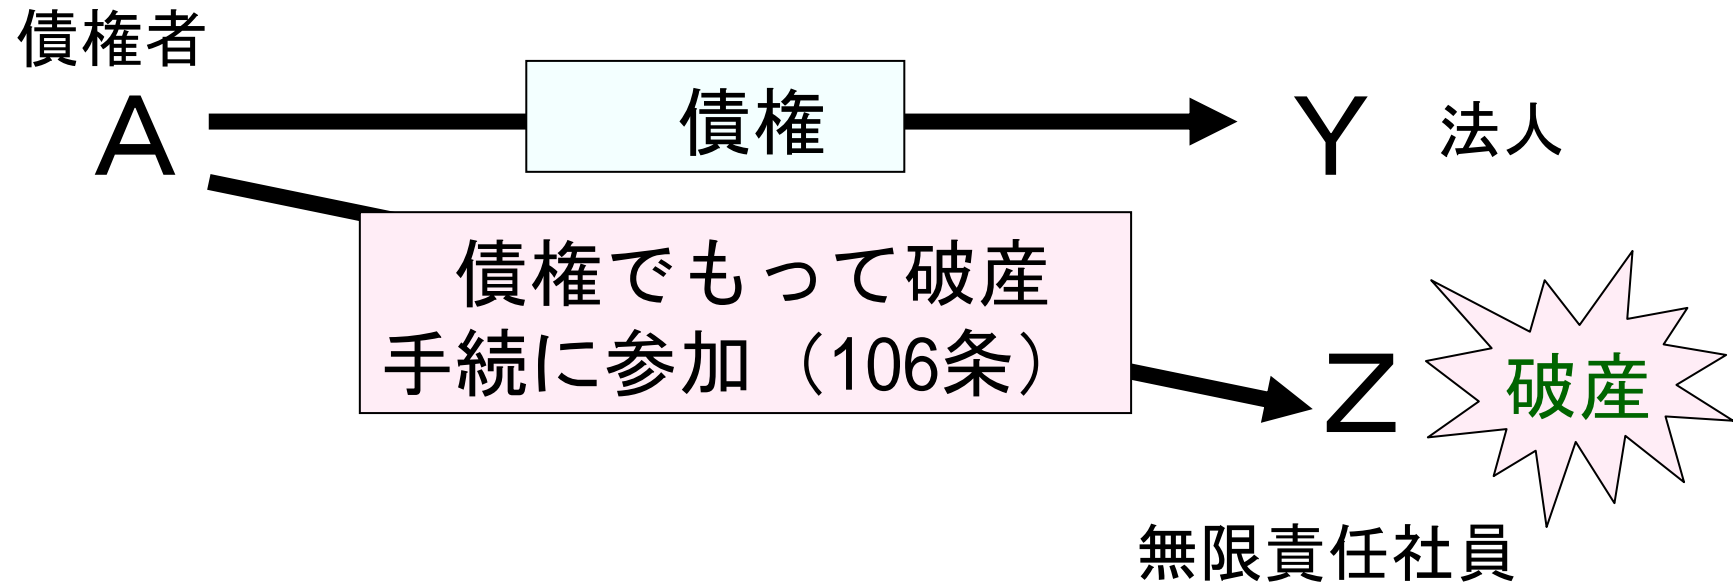 債権者
Ａ
債権
Ｙ 法人
債権でもって破産
手続に参加（106条）
Ｚ 破産
無限責任社員